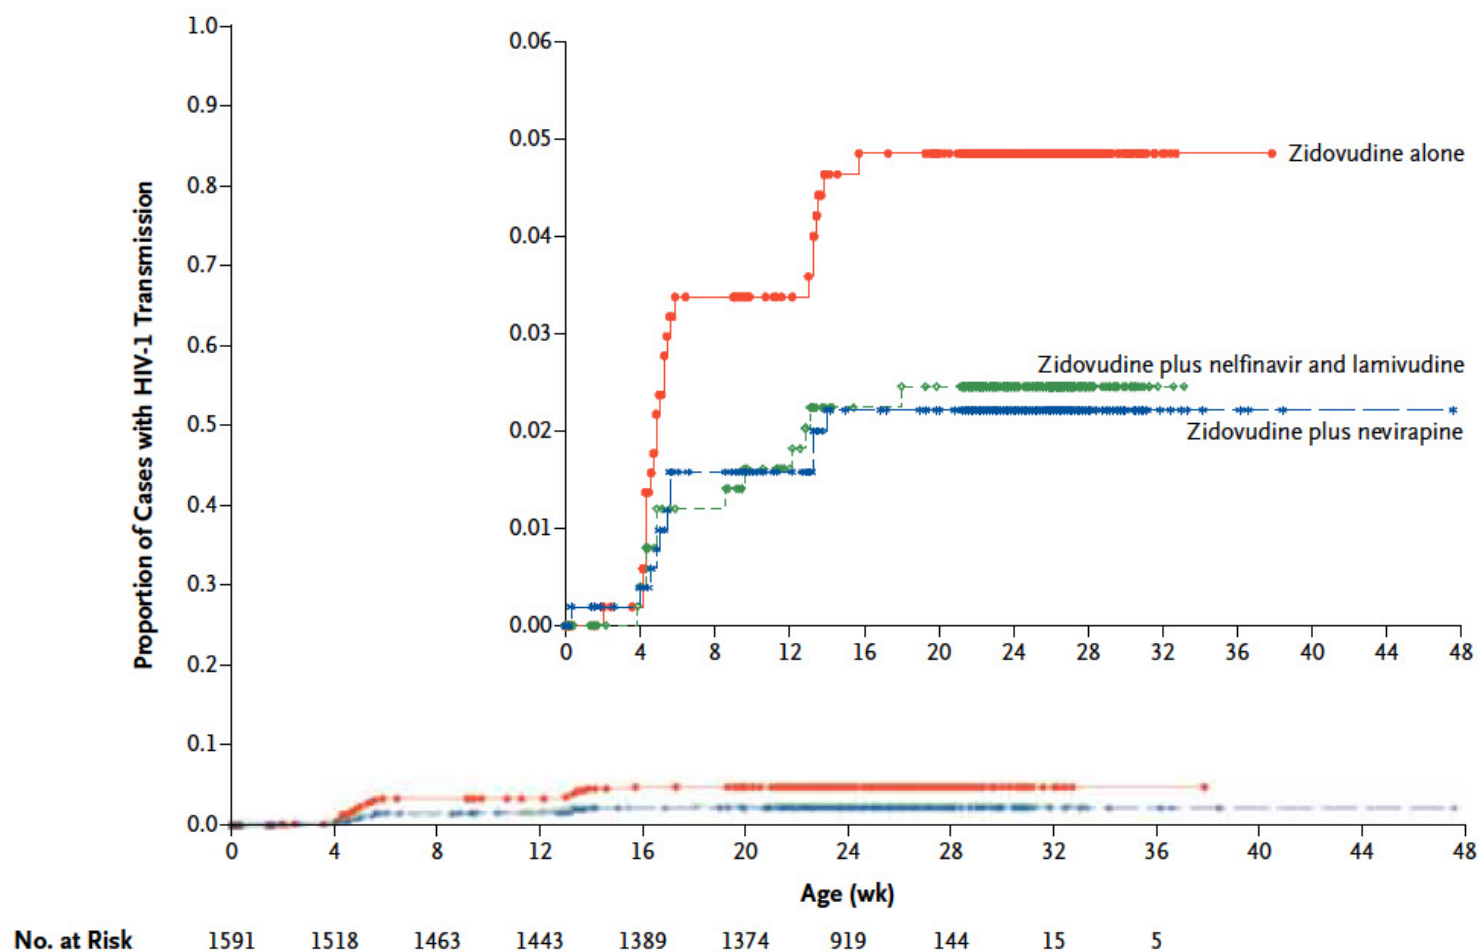 1.0
0.9
0.8
0.7
0.6
0.5
0.4
0.3
0.2
0.1
0.0
Proportion of Cases with HIV-1 Transmission
0.06
0.05
0.04
0.03
0.02
0.01
0.00
Zidovudine alone
Zidovudine plus nelfinavir and lamivudine
Zidovudine plus nevirapine
0 4 8 12 16 20 24 28 32 36 40 44 48
0 4 8 12 16 20 24 28 32 36 40 44 48
Age (wk)
No. at Risk 1591 1518 1463 1443 1389 1374 919 144 15 5